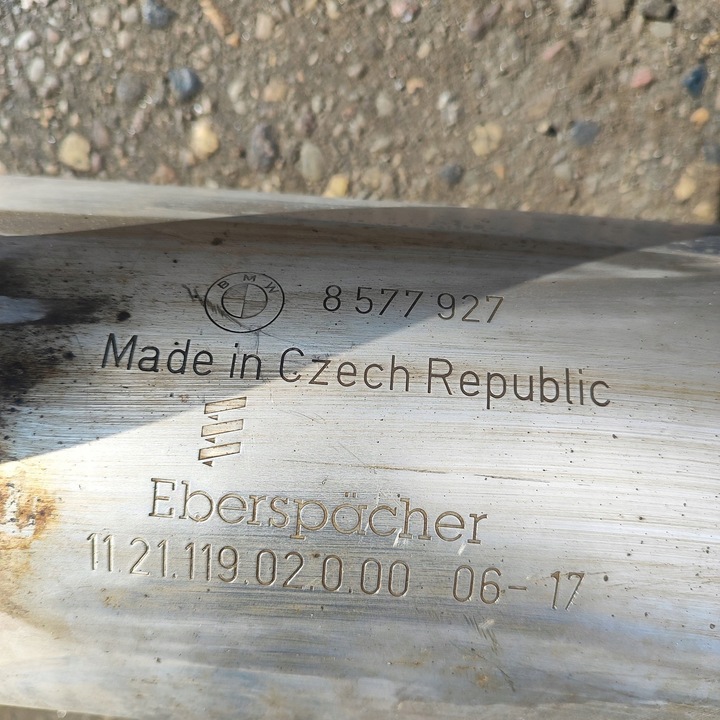 BMW 8 577 927
Made in Czech Republic
Eberspächer
11.21.119.02.0.00 06-17